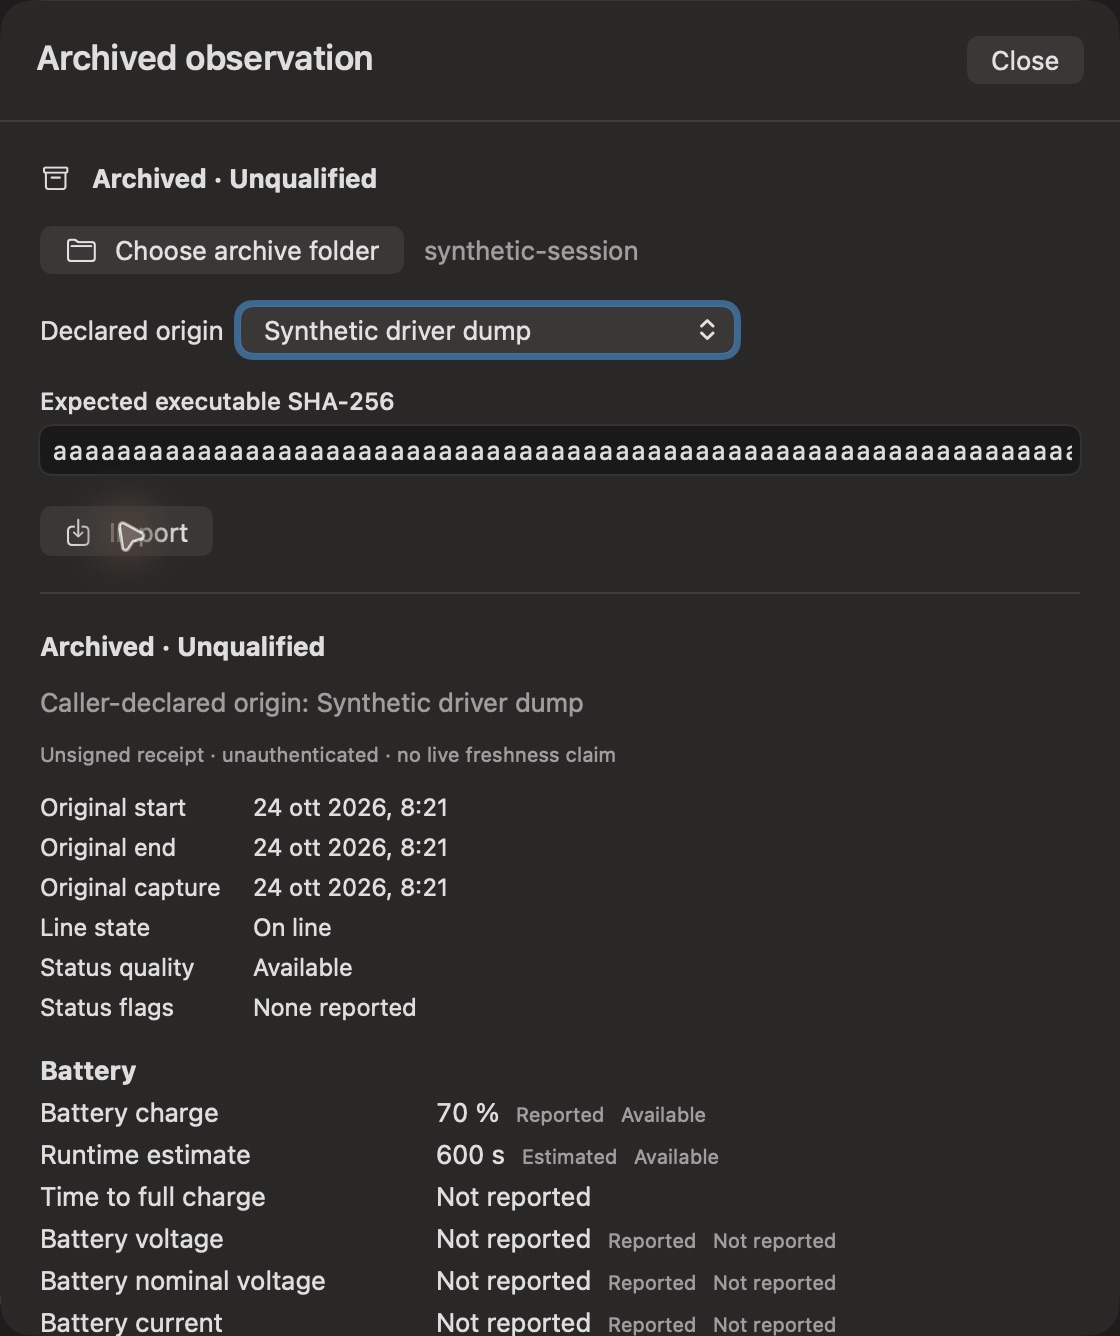 Archived observation
Close
Archived · Unqualified
Choose archive folder
synthetic-session
Declared origin
Synthetic driver dump
Expected executable SHA-256
Archived · Unqualified
Caller-declared origin: Synthetic driver dump
Unsigned receipt · unauthenticated · no live freshness claim
Original start 24 ott 2026, 8:21
Original end 24 ott 2026, 8:21
Original capture 24 ott 2026, 8:21
Line state On line
Status quality Available
Status flags None reported
Battery
Battery charge 70 % Reported Available
Runtime estimate 600 s Estimated Available
Time to full charge Not reported
Battery voltage Not reported Reported Not reported
Battery nominal voltage Not reported Reported Not reported
Battery current Not reported Reported Not reported